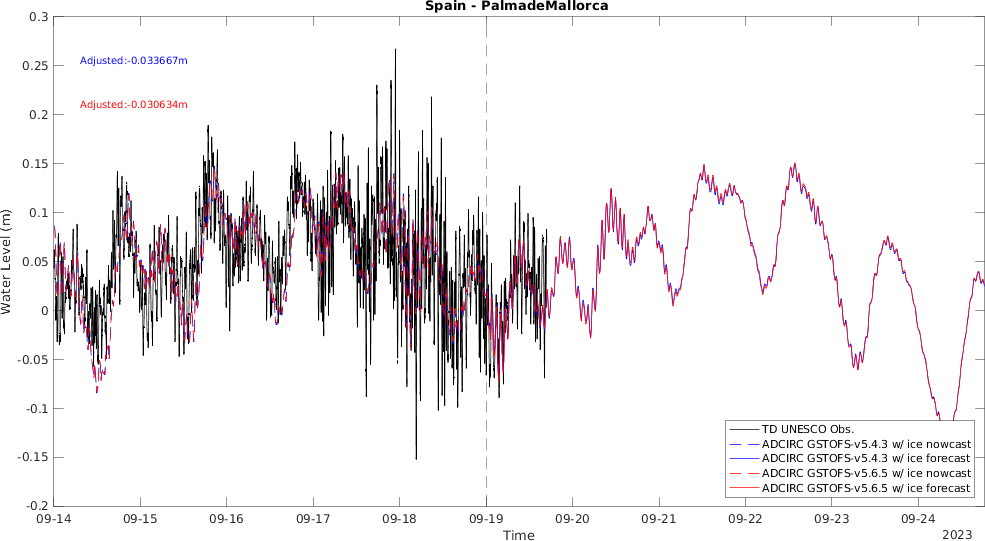 Spain - PalmadeMallorca
Adjusted:-0.033667m
Adjusted:-0.030634m
Water Level (m)
0.3
0.25
0.2
0.15
0.1
0.05
0
-0.05
-0.1
-0.15
-0.2
TD UNESCO Obs.
ADCIRC GSTOFS-v5.4.3 w/ ice nowcast
ADCIRC GSTOFS-v5.4.3 w/ ice forecast
ADCIRC GSTOFS-v5.6.5 w/ ice nowcast
ADCIRC GSTOFS-v5.6.5 w/ ice forecast
09-14 09-15 09-16 09-17 09-18 09-19 09-20 09-21 09-22 09-23 09-24
Time
2023